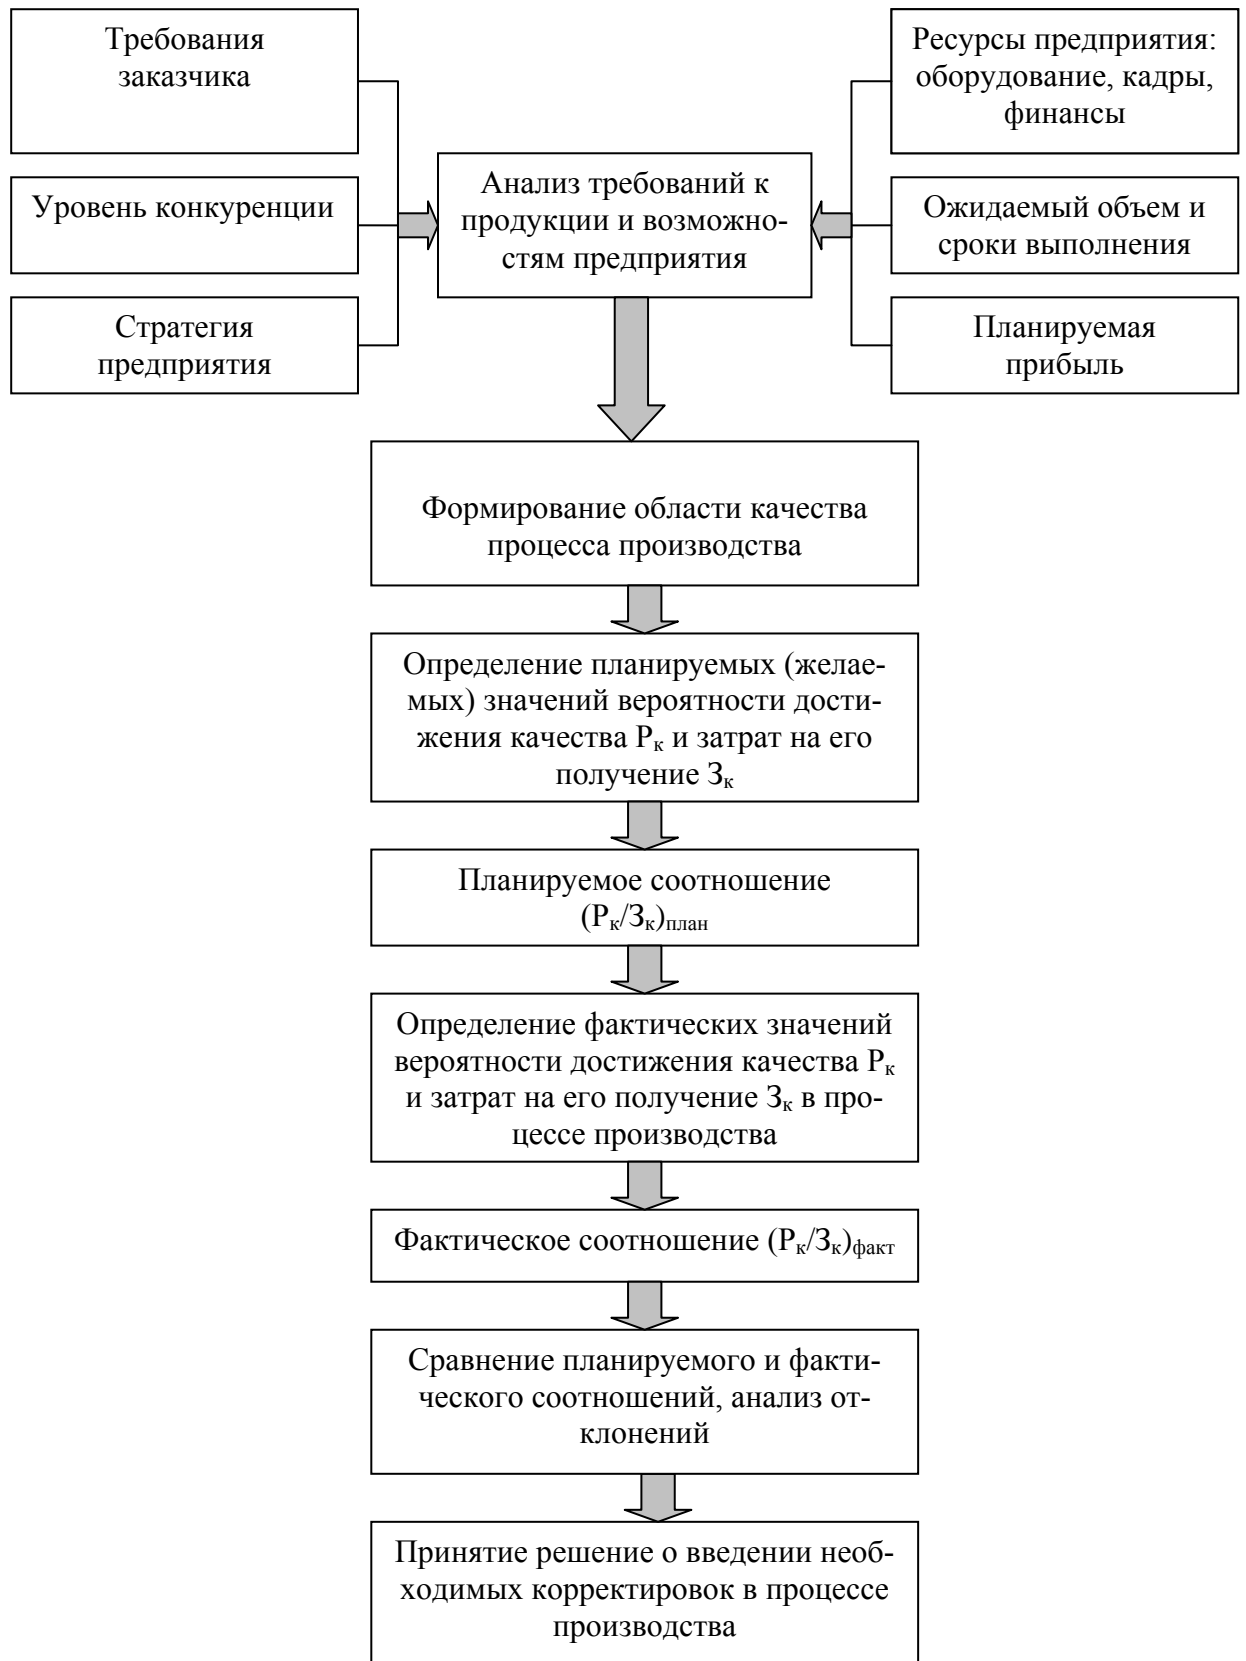 Требования
заказчика
Уровень конкуренции
Стратегия
предприятия
Анализ требований к
продукции и возможно-
стям предприятия
Ресурсы предприятия:
оборудование, кадры,
финансы
Ожидаемый объем и
сроки выполнения
Планируемая
прибыль
Формирование области качества
процесса производства
Определение планируемых (желае-
мых) значений вероятности дости-
жения качества Pк и затрат на его
получение Зк
Планируемое соотношение
(Pк/Зк)план
Определение фактических значений
вероятности достижения качества Pк
и затрат на его получение Зк в про-
цессе производства
Фактическое соотношение (Pк/Зк)факт
Сравнение планируемого и факти-
ческого соотношений, анализ от-
клонений
Принятие решение о введении необ-
ходимых корректировок в процессе
производства